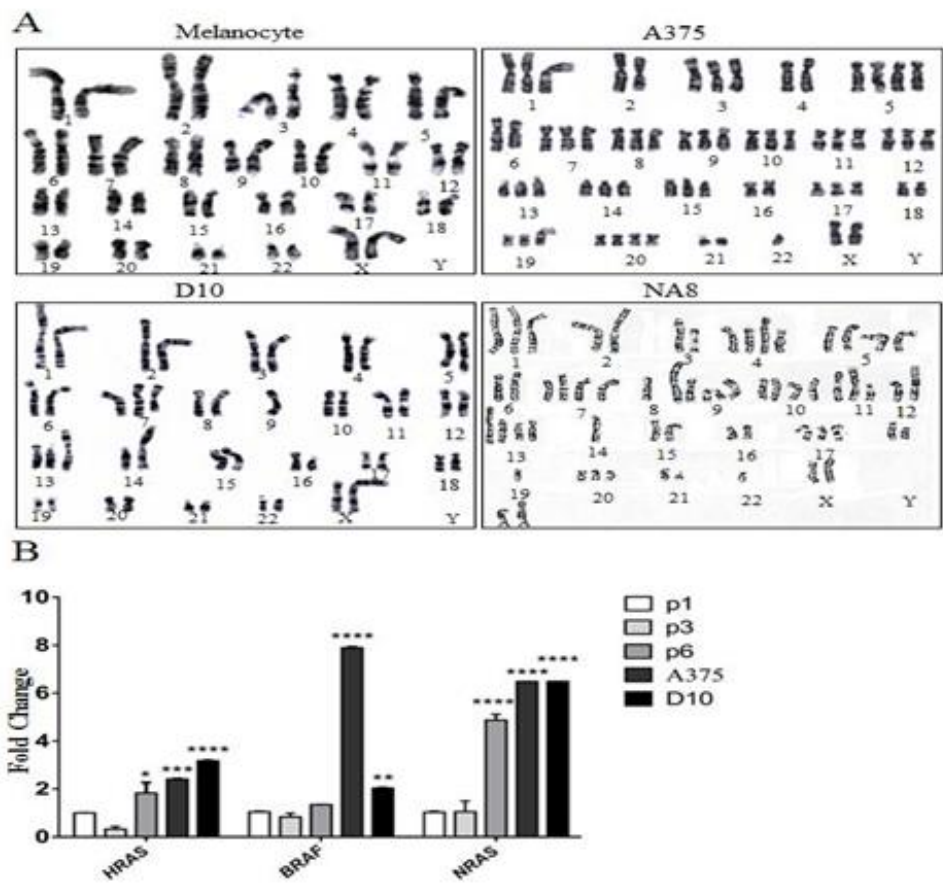 A
Melanocyte
A375
1 2 3 4 5
6 7 8 9 10 11 12
13 14 15 16 17 18
19 20 21 22 X Y
1 2 3 4 5
6 7 8 9 10 11 12
13 14 15 16 17 18
19 20 21 22 X Y
D10
NA8
1 2 3 4 5
6 7 8 9 10 11 12
13 14 15 16 17 18
19 20 21 22 X Y
1 2 3 4 5
6 7 8 9 10 11 12
13 14 15 16 17
19 20 21 22 X Y
B
Fold Change
10
8
6
4
2
0
* *** ****
**** **
**** **** ****
HRAS BRAF NRAS
p1
p3
p6
A375
D10